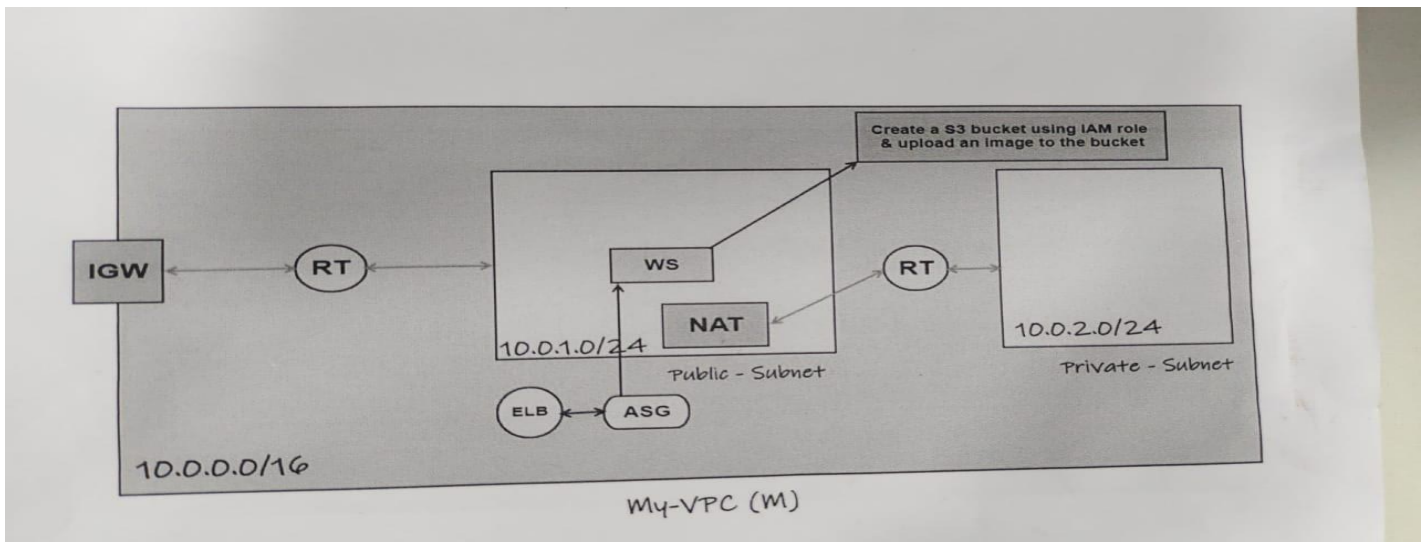 Create a S3 bucket using IAM role
& upload an image to the bucket
IGW
RT
WS
NAT
10.0.1.0/24
Public - Subnet
RT
10.0.2.0/24
Private - Subnet
ELB
ASG
10.0.0.0/16
My-VPC (M)